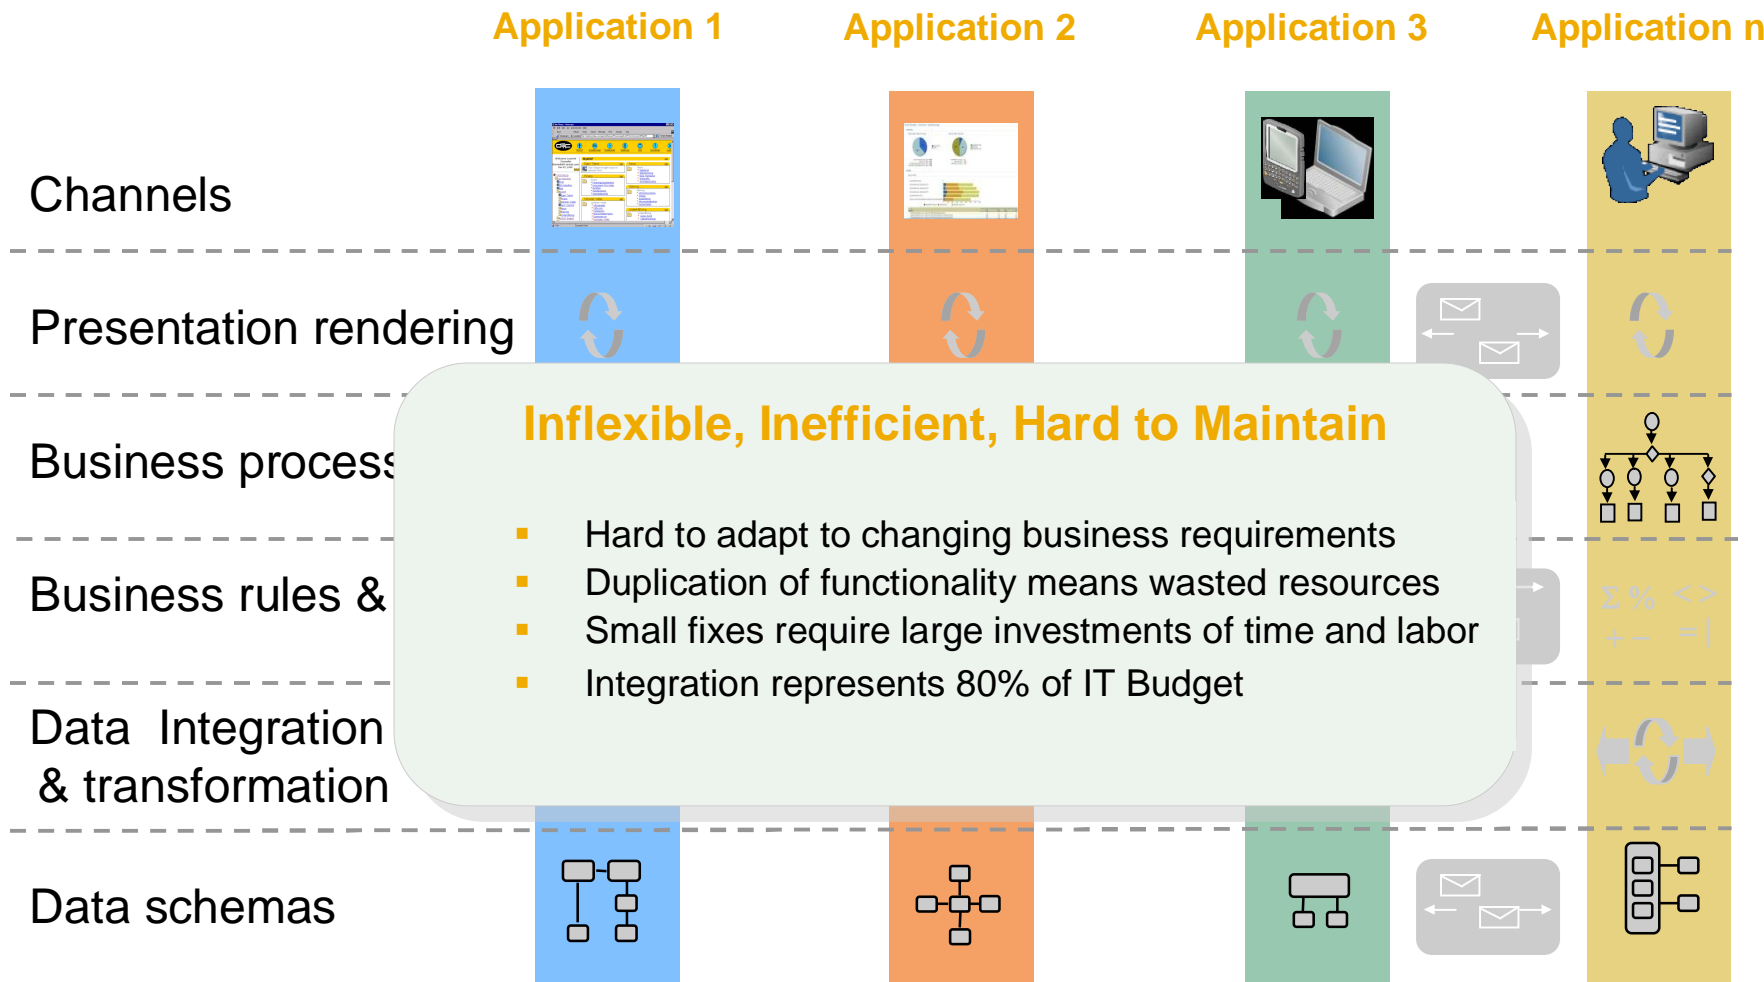 Application 1
Application 2
Application 3
Application n
Channels
Presentation rendering
Business process
Inflexible, Inefficient, Hard to Maintain
Hard to adapt to changing business requirements
Duplication of functionality means wasted resources
Small fixes require large investments of time and labor
Integration represents 80% of IT Budget
Business rules &
Σ % < >
+ − = |
Data Integration
& transformation
Data schemas